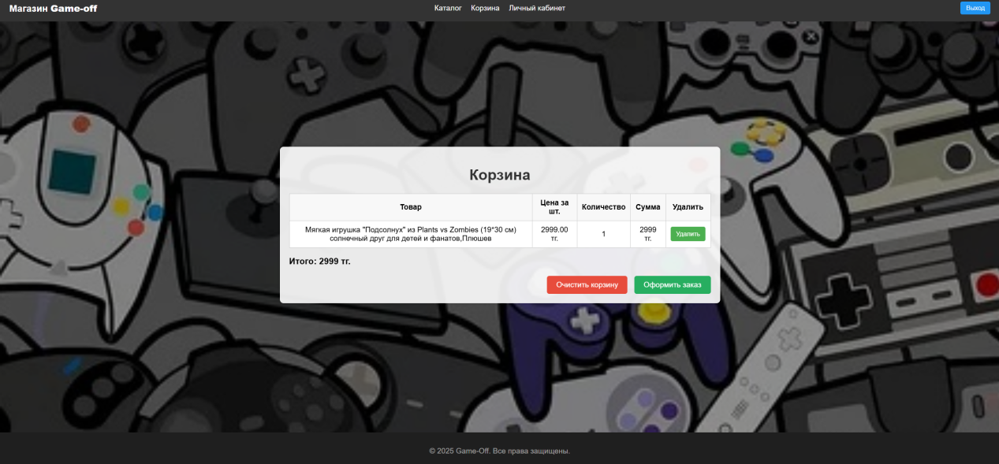 Магазин Game-off
Каталог Корзина Личный кабинет
Выход
Корзина
Товар
Цена за
шт.
Количество
Сумма
Удалить
Мягкая игрушка "Подсолнух" из Plants vs Zombies (19*30 см)
солнечный друг для детей и фанатов,Плюшев
2999.00
тг.
1
2999
тг.
Удалить
Итого: 2999 тг.
Очистить корзину
Оформить заказ
© 2025 Game-Off. Все права защищены.